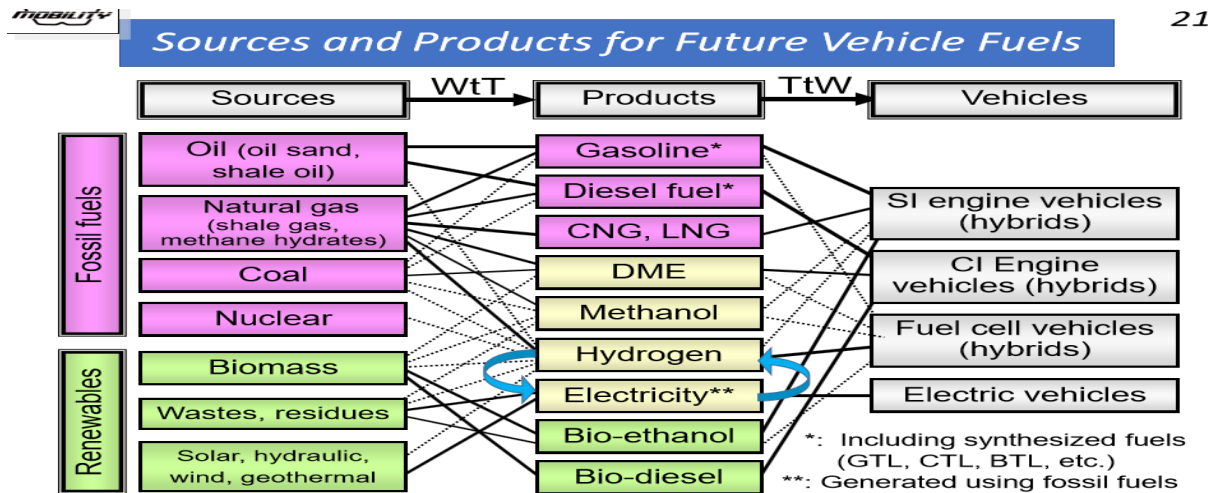 MOBILITY
21
Sources and Products for Future Vehicle Fuels
Sources
WtT
Products
TtW
Vehicles
Fossil fuels
Oil (oil sand,
shale oil)
Natural gas
(shale gas,
methane hydrates)
Coal
Nuclear
Renewables
Biomass
Wastes, residues
Solar, hydraulic,
wind, geothermal
Gasoline*
Diesel fuel*
CNG, LNG
DME
Methanol
Hydrogen
Electricity**
Bio-ethanol
Bio-diesel
SI engine vehicles
(hybrids)
CI Engine
vehicles (hybrids)
Fuel cell vehicles
(hybrids)
Electric vehicles
*: Including synthesized fuels
(GTL, CTL, BTL, etc.)
**: Generated using fossil fuels